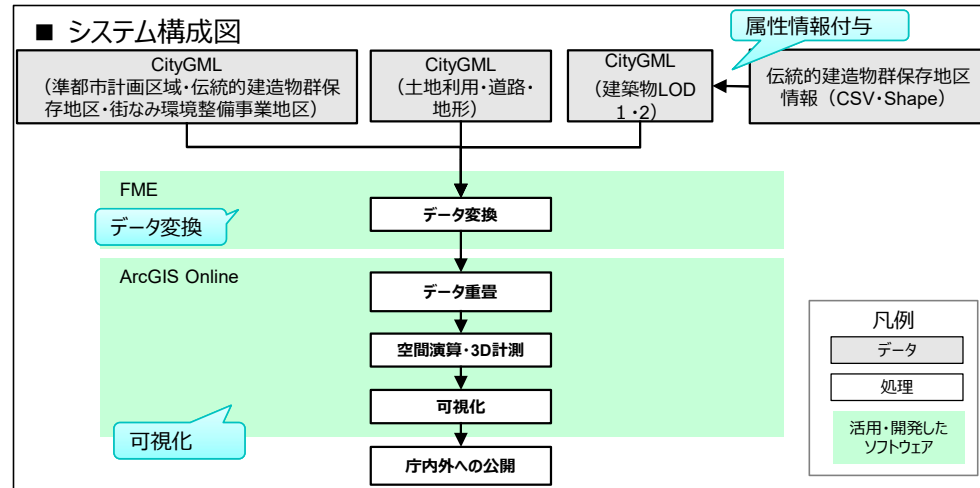 ■ システム構成図
属性情報付与
CityGML
(準都市計画区域・伝統的建造物群保
存地区・街なみ環境整備事業地区)
CityGML
(土地利用・道路・
地形)
CityGML
(建築物LOD
1・2)
伝統的建造物群保存地区
情報(CSV・Shape)
FME
データ変換
データ変換
ArcGIS Online
データ重畳
空間演算・3D計測
可視化
可視化
庁内外への公開
凡例
データ
処理
活用・開発した
ソフトウェア